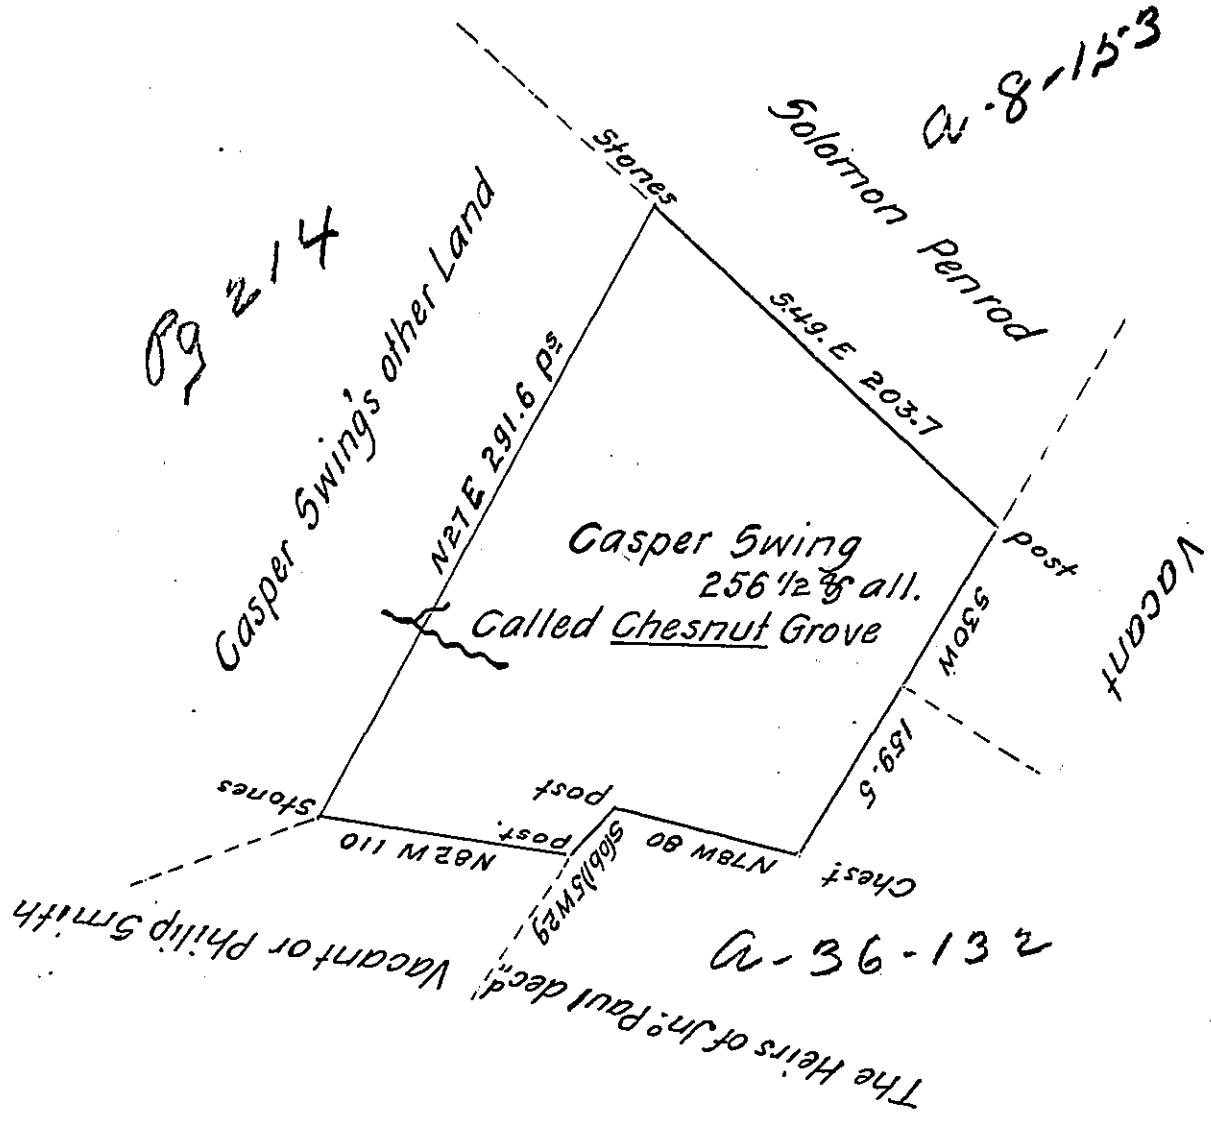 a-8-153
Solomon Penrod
Stones
Pg 214
Casper Swing's other Land
N27E 291.6 Ps
S.49.E 203.7
Casper Swing
256 1/2 as all.
Called Chesnut Grove
post
Vacant
S30W
159.5
Stones
post
post.
N82W 110
N78W 80
Chest
Vacant or Philip Smith
a-36-132
The Heirs of Jno. Paul decd,,